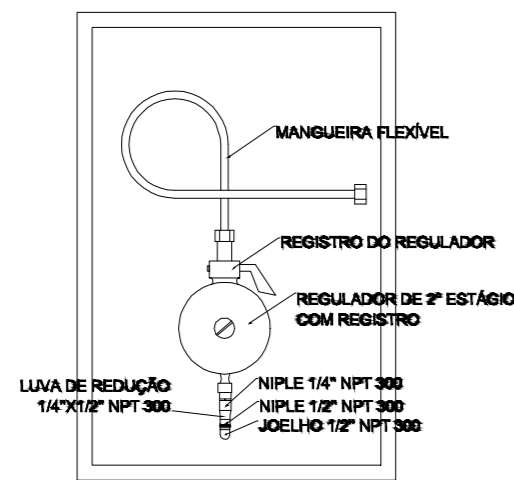 MANGUEIRA FLEXÍVEL
REGISTRO DO REGULADOR
REGULADOR DE 2º ESTÁGIO
COM REGISTRO
LUVA DE REDUÇÃO
1/4"X1/2" NPT 300
NIPLE 1/4" NPT 300
NIPLE 1/2" NPT 300
JOELHO 1/2" NPT 300